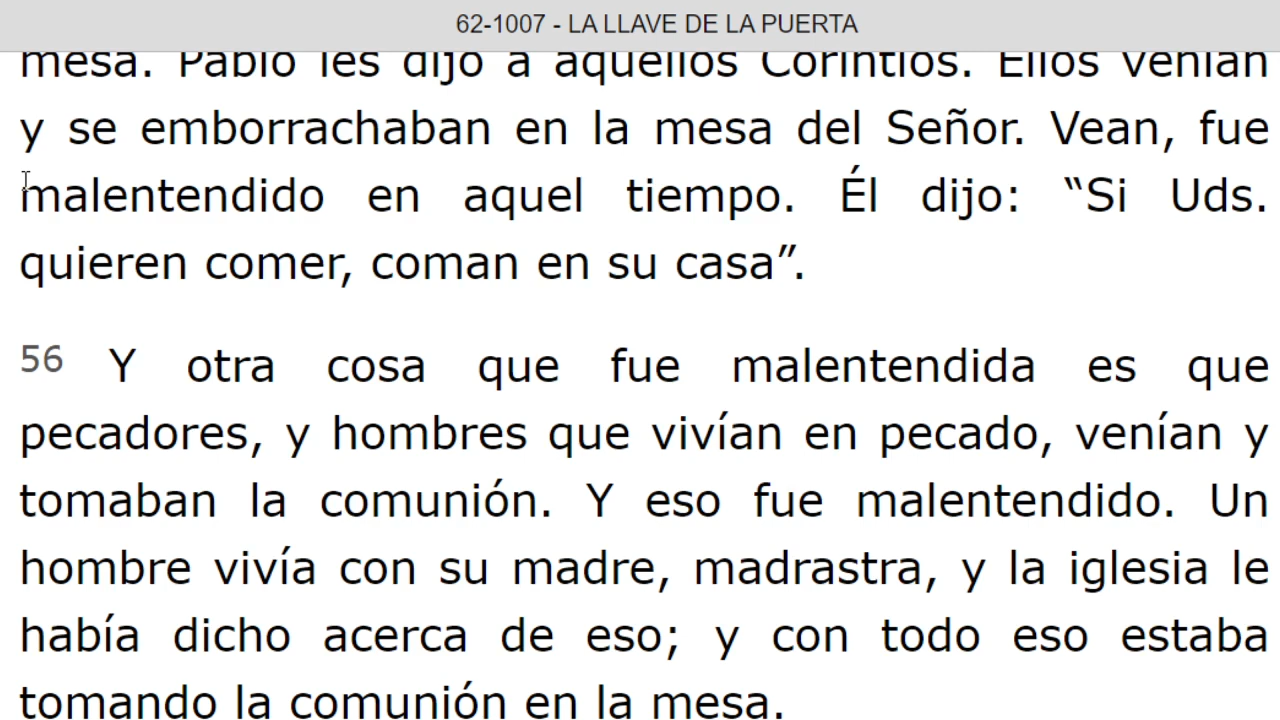 62-1007 - LA LLAVE DE LA PUERTA
mesa. Pablo les dijo a aquellos Corintios. Ellos venían
y se emborrachaban en la mesa del Señor. Vean, fue
malentendido en aquel tiempo. Él dijo: “Si Uds.
quieren comer, coman en su casa”.
56 Y otra cosa que fue malentendida es que
pecadores, y hombres que vivían en pecado, venían y
tomaban la comunión. Y eso fue malentendido. Un
hombre vivía con su madre, madrastra, y la iglesia le
había dicho acerca de eso; y con todo eso estaba
tomando la comunión en la mesa.